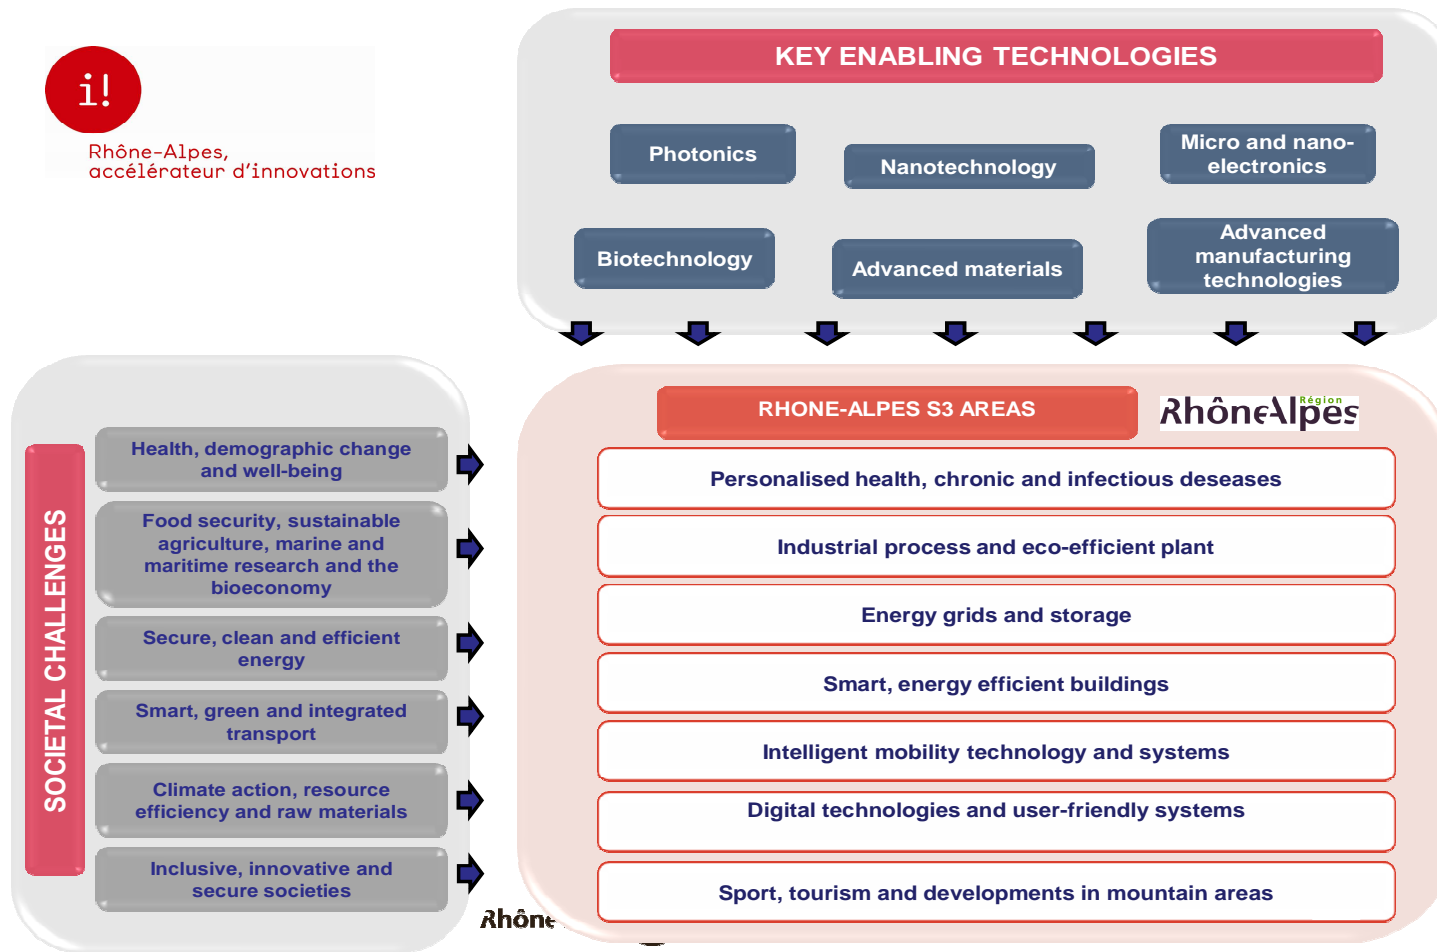 i!
Rhône-Alpes,
accélérateur d'innovations
KEY ENABLING TECHNOLOGIES
Photonics
Nanotechnology
Micro and nano-
electronics
Biotechnology
Advanced materials
Advanced
manufacturing
technologies
SOCIETAL CHALLENGES
Health, demographic change
and well-being
Food security, sustainable
agriculture, marine and
maritime research and the
bioeconomy
Secure, clean and efficient
energy
Smart, green and integrated
transport
Climate action, resource
efficiency and raw materials
Inclusive, innovative and
secure societies
RHONE-ALPES S3 AREAS
Région
RhôneAlpes
Personalised health, chronic and infectious deseases
Industrial process and eco-efficient plant
Energy grids and storage
Smart, energy efficient buildings
Intelligent mobility technology and systems
Digital technologies and user-friendly systems
Sport, tourism and developments in mountain areas
Rhône